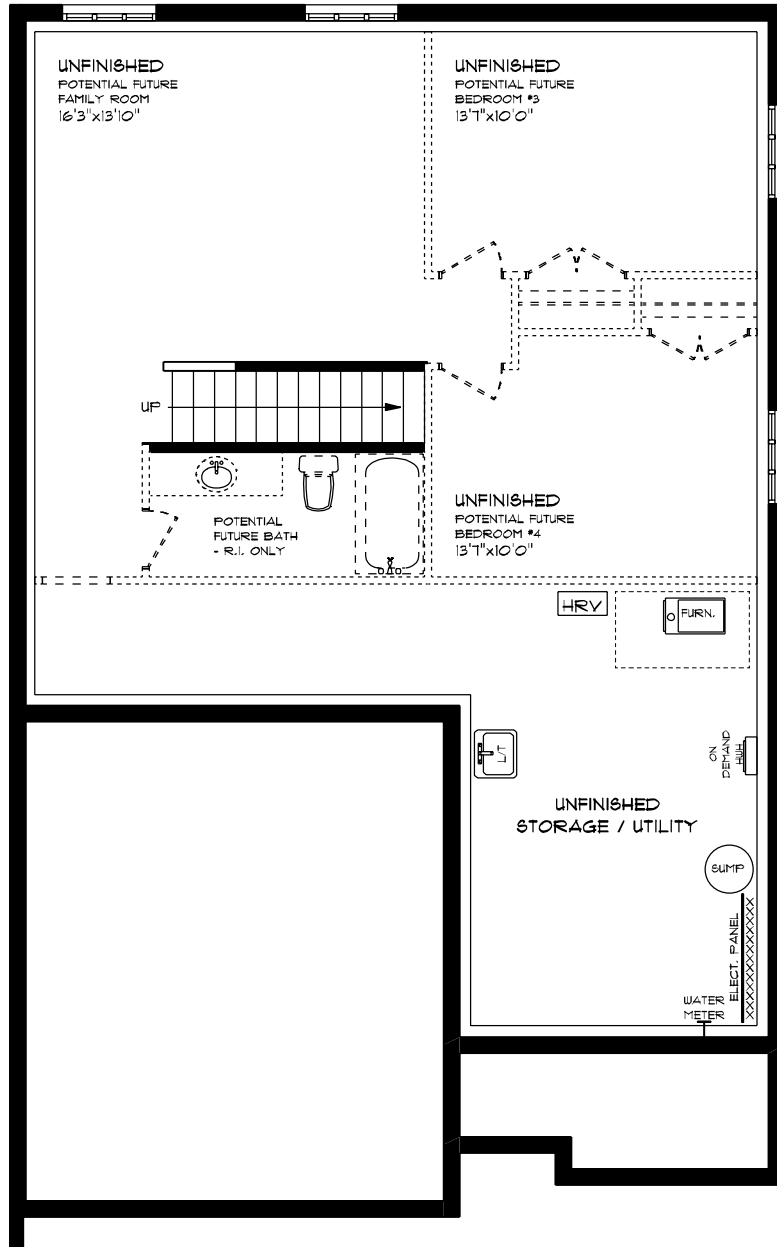 UNFINISHED
POTENTIAL FUTURE
FAMILY ROOM
16'3"x13'10"
UNFINISHED
POTENTIAL FUTURE
BEDROOM #3
13'7"x10'0"
UP
POTENTIAL
FUTURE BATH
- R.I. ONLY
UNFINISHED
POTENTIAL FUTURE
BEDROOM #4
13'7"x10'0"
HRV
FURN.
L/T
ON
DEMAND
HWH
UNFINISHED
STORAGE / UTILITY
SUMP
ELECT. PANEL
WATER
METER